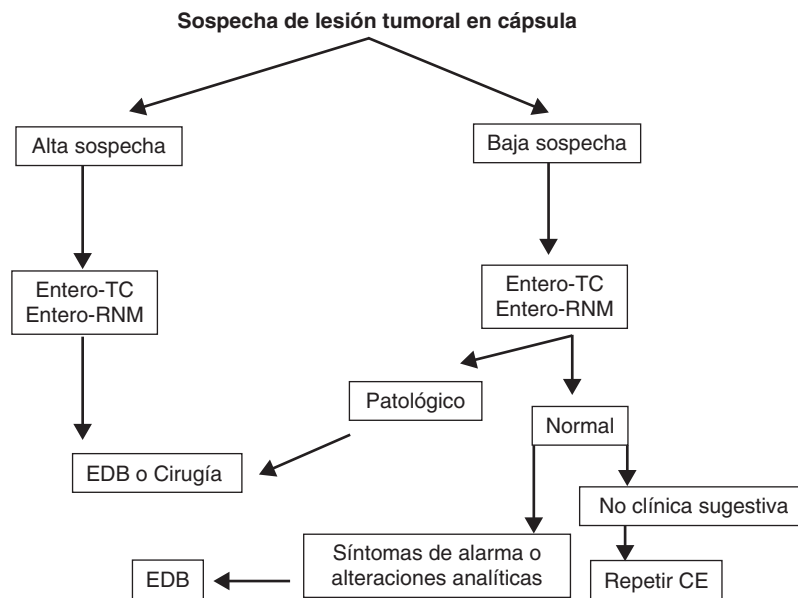 Sospecha de lesión tumoral en cápsula
Alta sospecha
Baja sospecha
Entero-TC
Entero-RNM
Entero-TC
Entero-RNM
Patológico
Normal
EDB o Cirugía
No clínica sugestiva
Síntomas de alarma o
alteraciones analíticas
EDB
Repetir CE